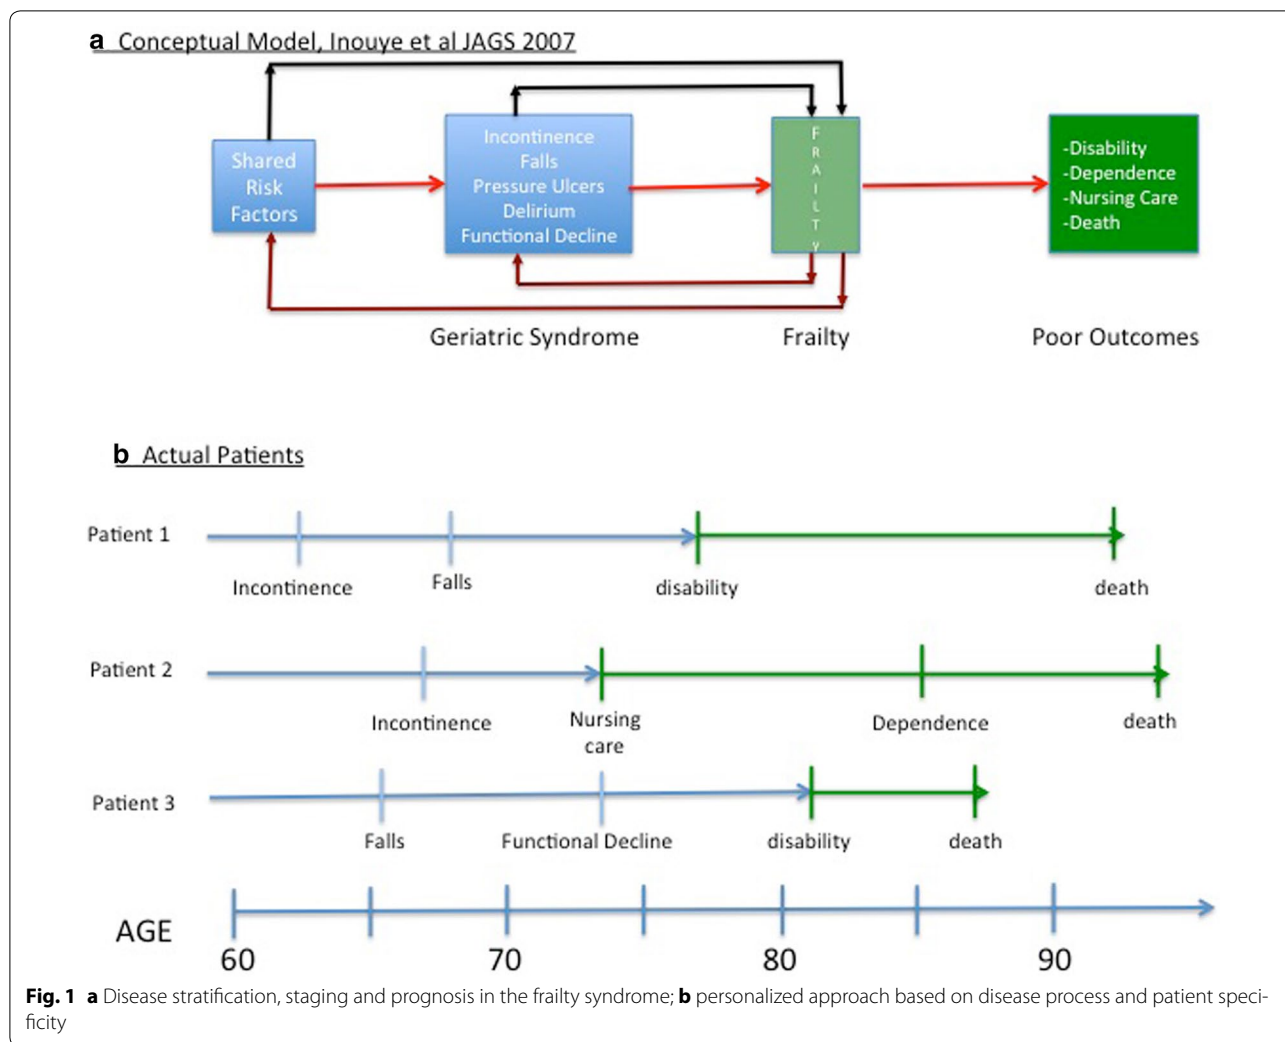 a Conceptual Model, Inouye et al JAGS 2007
Shared
Risk
Factors
Incontinence
Falls
Pressure Ulcers
Delirium
Functional Decline
F
R
A
I
L
T
y
-Disability
-Dependence
-Nursing Care
-Death
Geriatric Syndrome
Frailty
Poor Outcomes
b Actual Patients
Patient 1
Incontinence
Falls
disability
death
Patient 2
Incontinence
Nursing
care
Dependence
death
Patient 3
Falls
Functional Decline
disability
death
AGE
60
70
80
90
Fig. 1 a Disease stratification, staging and prognosis in the frailty syndrome; b personalized approach based on disease process and patient speci-
ficity